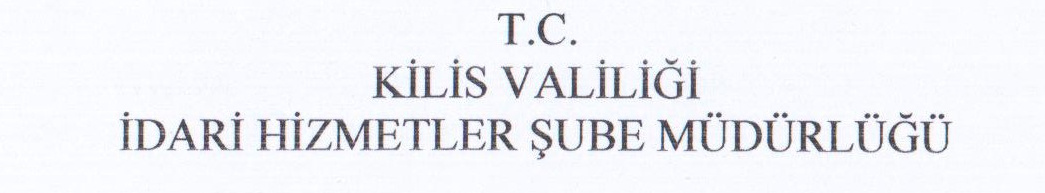 T.C.
KİLİS VALİLİĞİ
İDARİ HİZMETLER ŞUBE MÜDÜRLÜĞÜ